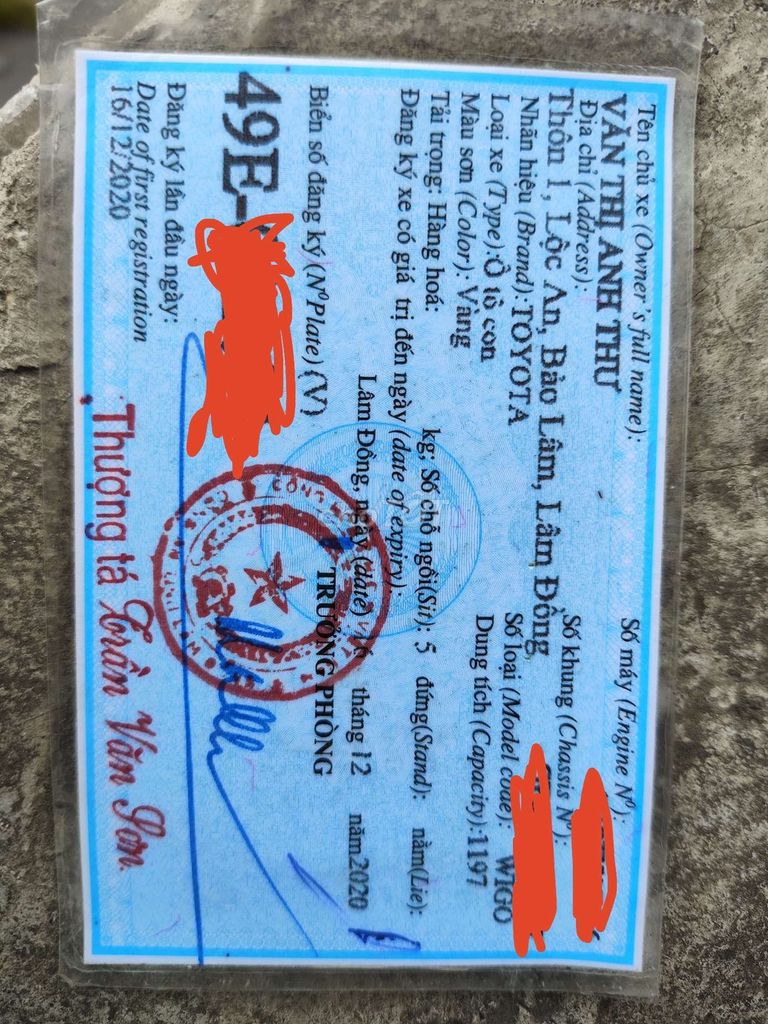 Tên chủ xe (Owner's full name):
VĂN THỊ ANH THƯ
Số máy (Engine Nº):
Địa chỉ (Address):
Số khung (Chassis Nº):
Thôn 1, Lộc An, Bảo Lâm, Lâm Đồng
Nhãn hiệu (Brand): TOYOTA
Số loại (Model code): WIGO
Loại xe (Type): Ô tô con
Dung tích (Capacity): 1197
Màu sơn (Color): Vàng
Tải trọng: Hàng hoá: kg; Số chỗ ngồi(Sit): 5 đứng(Stand): nằm(Lie):
Đăng ký xe có giá trị đến ngày (date of expiry):
Lâm Đồng, ngày (date) 16 tháng 12 năm 2020
Biển số đăng ký (Nº Plate) (V)
TRƯỞNG PHÒNG
49E-
Đăng ký lần đầu ngày:
Date of first registration
16/12/2020
Thượng tá Trần Văn Sơn